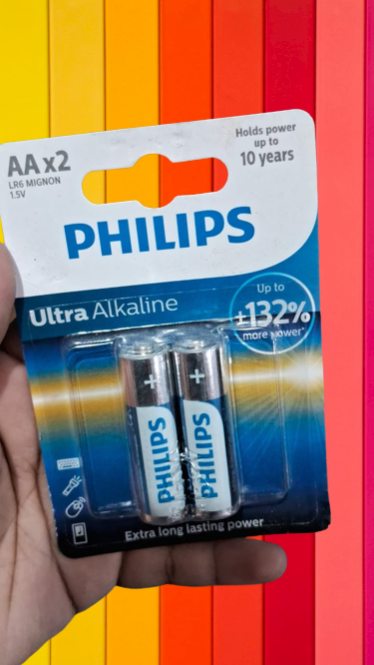 AA x2
LR6 MIGNON
1.5V
Holds power
up to
10 years
PHILIPS
Ultra Alkaline
Up to
+132%
more power*
+
+
PHILIPS
PHILIPS
Extra long lasting power